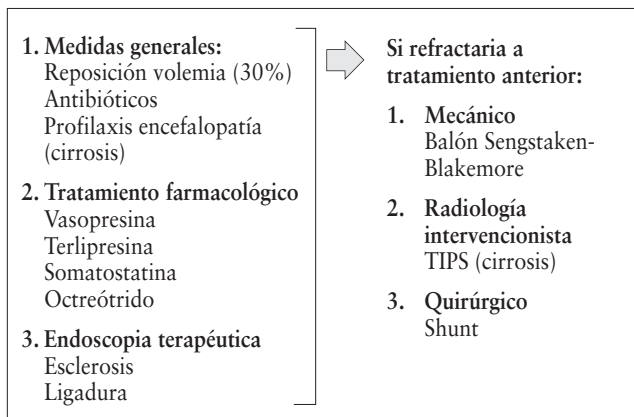 1. Medidas generales:
Reposición volemia (30%)
Antibióticos
Profilaxis encefalopatía
(cirrosis)
2. Tratamiento farmacológico
Vasopresina
Terlipresina
Somatostatina
Octreótrido
3. Endoscopia terapéutica
Esclerosis
Ligadura
Si refractaria a
tratamiento anterior:
1. Mecánico
Balón Sengstaken-
Blakemore
2. Radiología
intervencionista
TIPS (cirrosis)
3. Quirúrgico
Shunt